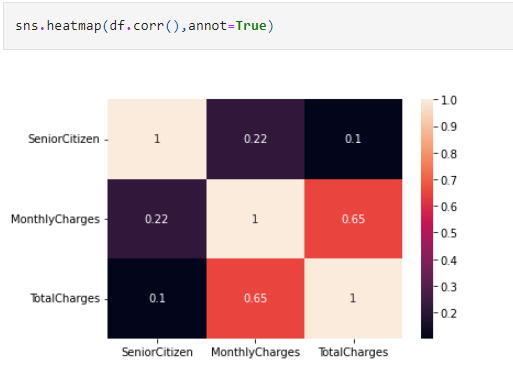 sns.heatmap(df.corr(),annot=True)
1.0
SeniorCitizen 1 0.22 0.1 0.9
0.8
0.7
MonthlyCharges 0.22 1 0.65 0.6
0.5
0.4
TotalCharges 0.1 0.65 1 0.3
0.2
SeniorCitizen MonthlyCharges TotalCharges